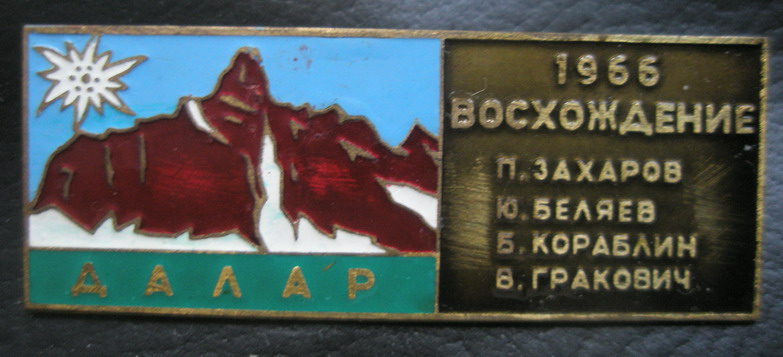 ДАЛАР
1966
ВОСХОЖДЕНИЕ
П. ЗАХАРОВ
Ю. БЕЛЯЕВ
Б. КОРАБЛИН
В. ГРАКОВИЧ